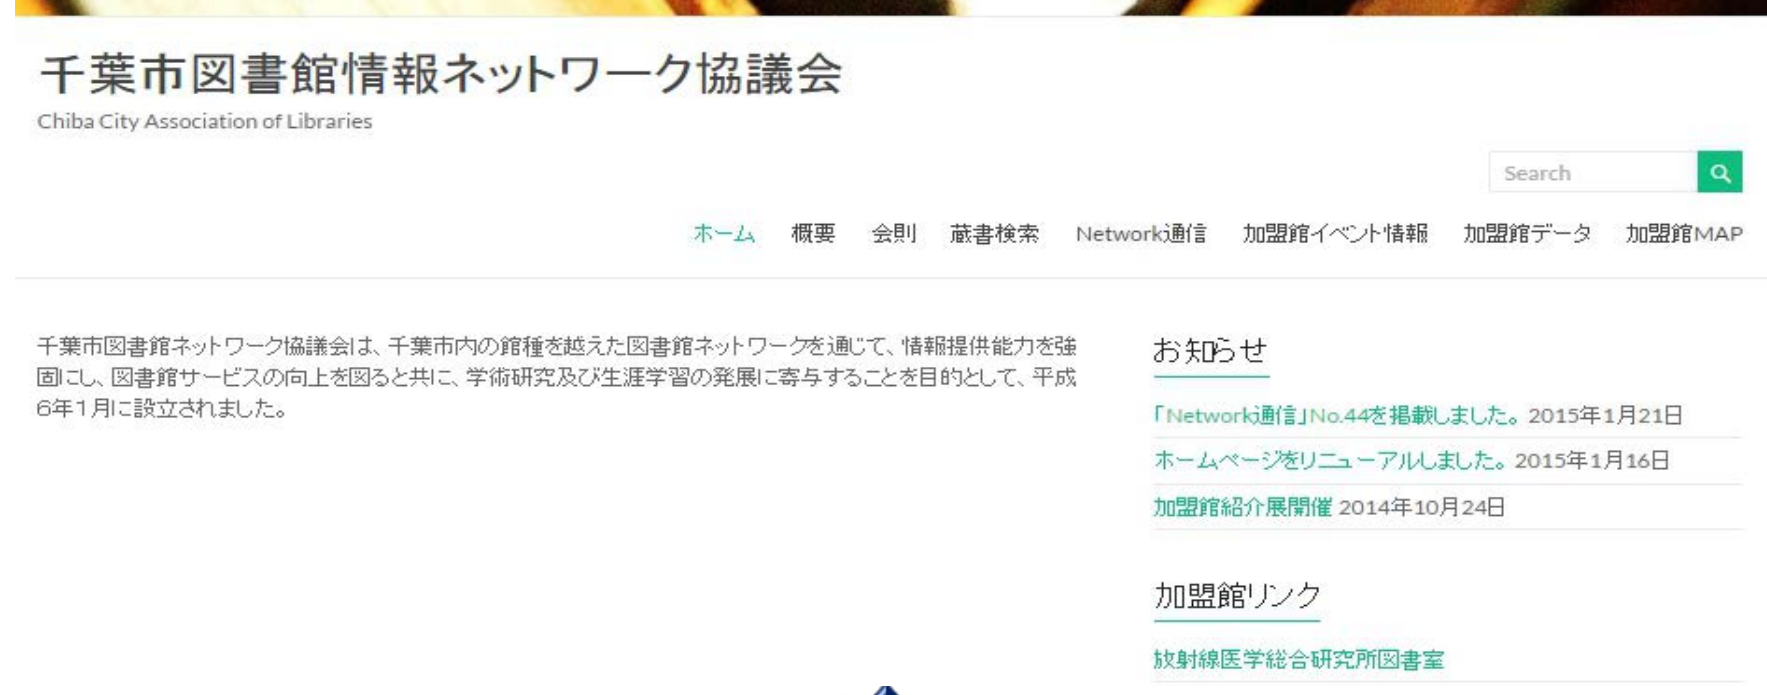 千葉市図書館情報ネットワーク協議会
Chiba City Association of Libraries
Search
ホーム 概要 会則 蔵書検索 Network通信 加盟館イベント情報 加盟館データ 加盟館MAP
千葉市図書館ネットワーク協議会は、千葉市内の館種を越えた図書館ネットワークを通じて、情報提供能力を強
固にし、図書館サービスの向上を図ると共に、学術研究及び生涯学習の発展に寄与することを目的として、平成
6年1月に設立されました。
お知らせ
「Network通信」No.44を掲載しました。 2015年1月21日
ホームページをリニューアルしました。 2015年1月16日
加盟館紹介展開催 2014年10月24日
加盟館リンク
放射線医学総合研究所図書室